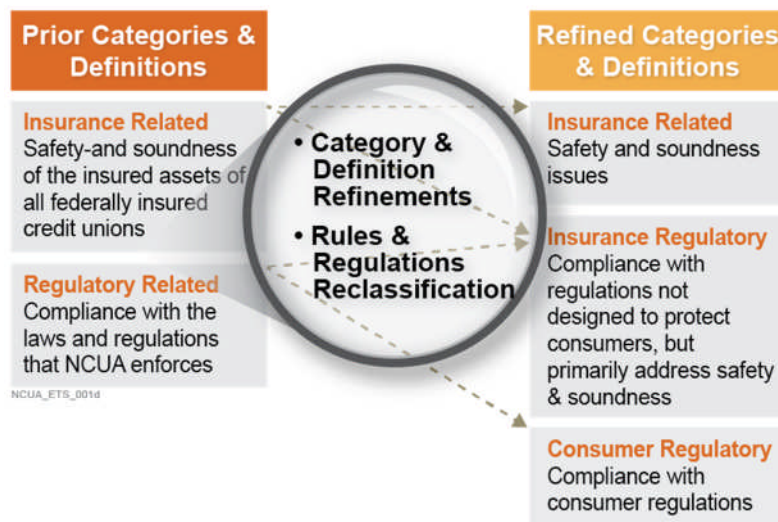 Prior Categories &
Definitions
Insurance Related
Safety-and soundness
of the insured assets of
all federally insured
credit unions
Regulatory Related
Compliance with the
laws and regulations
that NCUA enforces
NCUA_ETS_001d
• Category &
Definition
Refinements
• Rules &
Regulations
Reclassification
Refined Categories
& Definitions
Insurance Related
Safety and soundness
issues
Insurance Regulatory
Compliance with
regulations not
designed to protect
consumers, but
primarily address safety
& soundness
Consumer Regulatory
Compliance with
consumer regulations